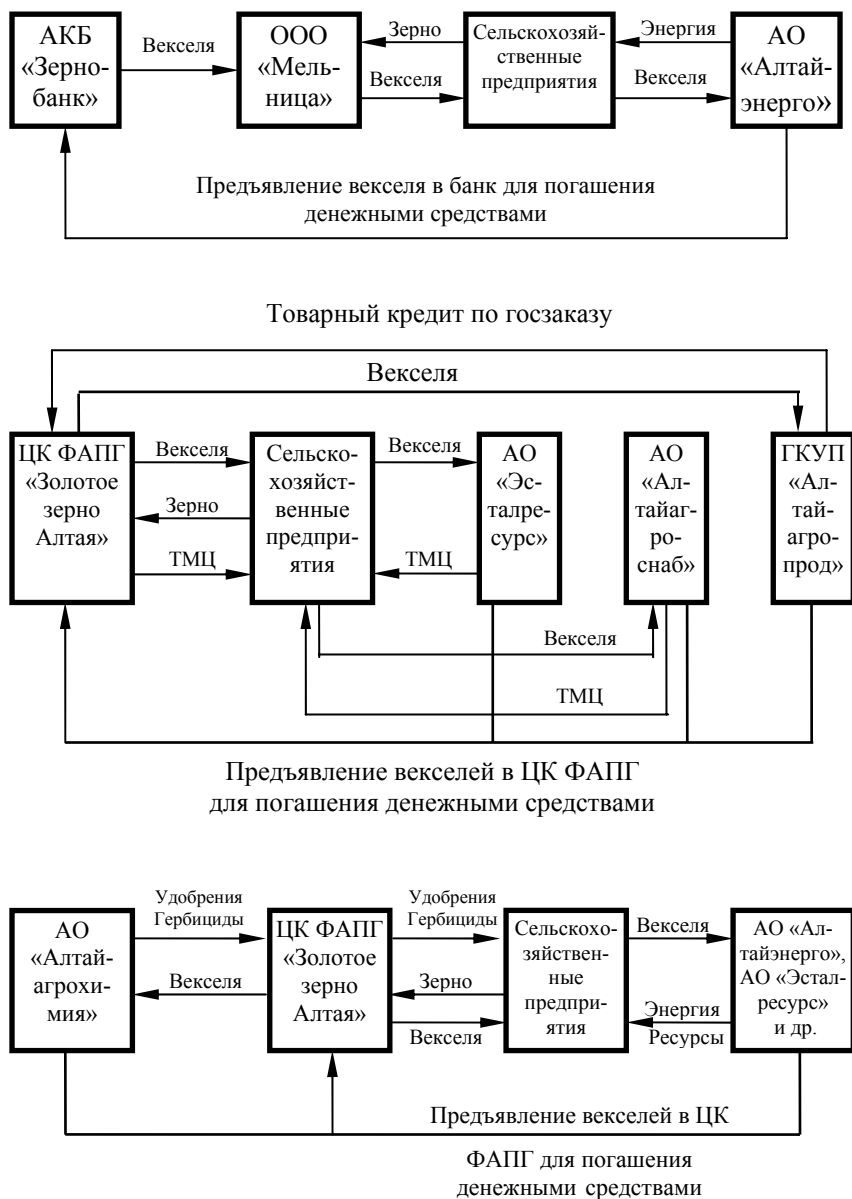 АКБ
«Зерно-
банк»
Векселя
ООО
«Мель-
ница»
Зерно
Векселя
Сельскохозяй-
ственные
предприятия
Энергия
Векселя
АО
«Алтай-
энерго»
Предъявление векселя в банк для погашения
денежными средствами
Товарный кредит по госзаказу
Векселя
ЦК ФАПГ
«Золотое
зерно
Алтая»
Векселя
Зерно
ТМЦ
Сельско-
хозяйст-
венные
предпри-
ятия
Векселя
ТМЦ
АО
«Эс-
талре-
сурс»
АО
«Ал-
тайаг-
ро-
снаб»
ГКУП
«Ал-
тай-
агро-
прод»
Векселя
ТМЦ
Предъявление векселей в ЦК ФАПГ
для погашения денежными средствами
АО
«Алтай-
агрохи-
мия»
Удобрения
Гербициды
Векселя
ЦК ФАПГ
«Золотое
зерно
Алтая»
Удобрения
Гербициды
Зерно
Векселя
Сельскохо-
зяйствен-
ные
предпри-
ятия
Векселя
Энергия
Ресурсы
АО «Ал-
тайэнерго»,
АО «Эстал-
ресурс»
и др.
Предъявление векселей в ЦК
ФАПГ для погашения
денежными средствами